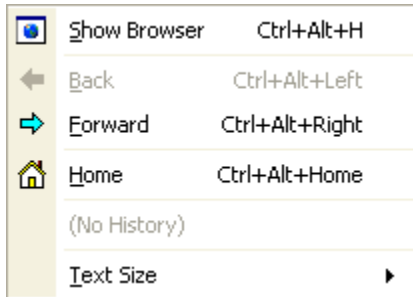 Show Browser Ctrl+Alt+H
Back Ctrl+Alt+Left
Forward Ctrl+Alt+Right
Home Ctrl+Alt+Home
(No History)
Text Size